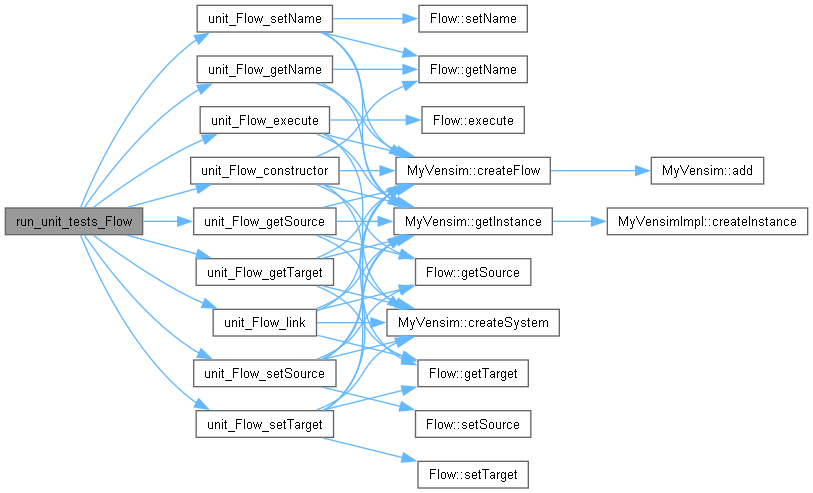 run_unit_tests_Flow
unit_Flow_setName
unit_Flow_getName
unit_Flow_execute
unit_Flow_constructor
unit_Flow_getSource
unit_Flow_getTarget
unit_Flow_link
unit_Flow_setSource
unit_Flow_setTarget
Flow::setName
Flow::getName
Flow::execute
MyVensim::createFlow
MyVensim::getInstance
Flow::getSource
MyVensim::createSystem
Flow::getTarget
Flow::setSource
Flow::setTarget
MyVensim::add
MyVensimImpl::createInstance